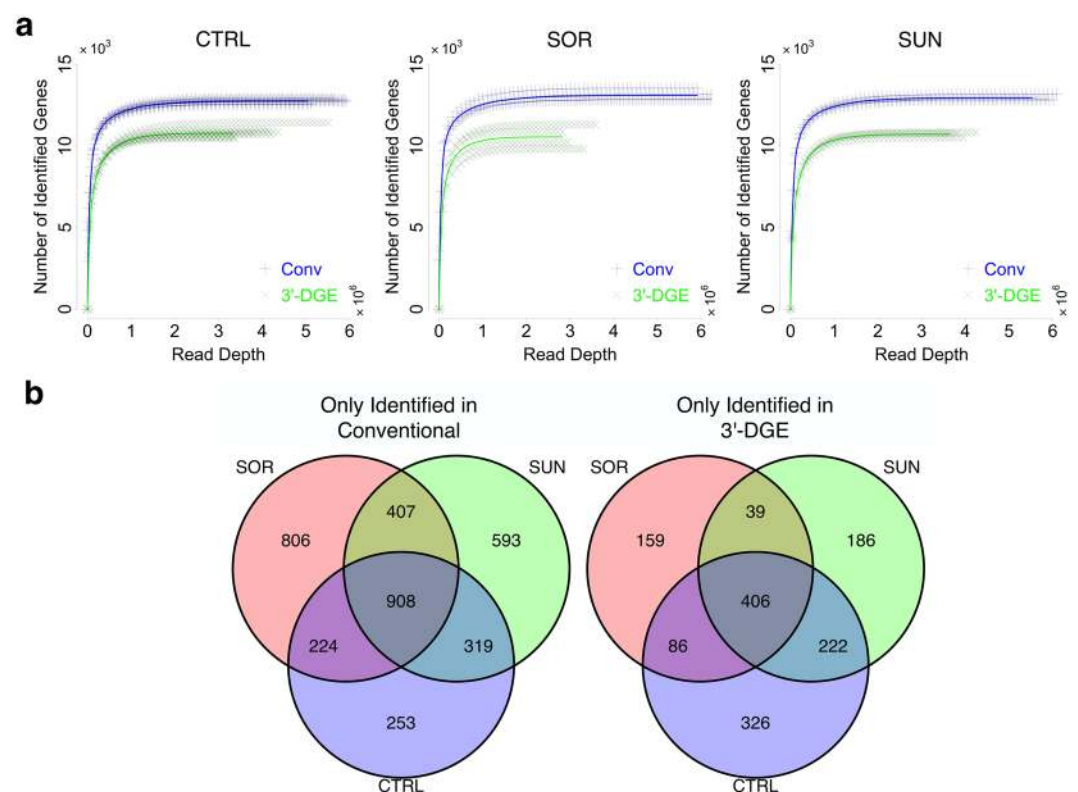 a
CTRL
SOR
SUN
× 10³
15
10
5
0
Number of Identified Genes
Conv
3'-DGE
× 10⁶
0 1 2 3 4 5 6
Read Depth
× 10³
15
10
5
0
Number of Identified Genes
Conv
3'-DGE
× 10⁶
0 1 2 3 4 5 6
Read Depth
× 10³
15
10
5
0
Number of Identified Genes
Conv
3'-DGE
× 10⁶
0 1 2 3 4 5 6
Read Depth
b
Only Identified in
Conventional
SOR
SUN
407
806
593
908
224
319
253
CTRL
Only Identified in
3'-DGE
SOR
SUN
39
159
186
406
86
222
326
CTRL